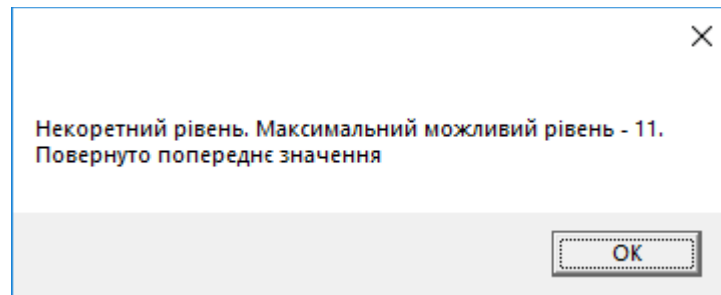 Некоретний рівень. Максимальний можливий рівень - 11.
Повернуто попереднє значення
OK